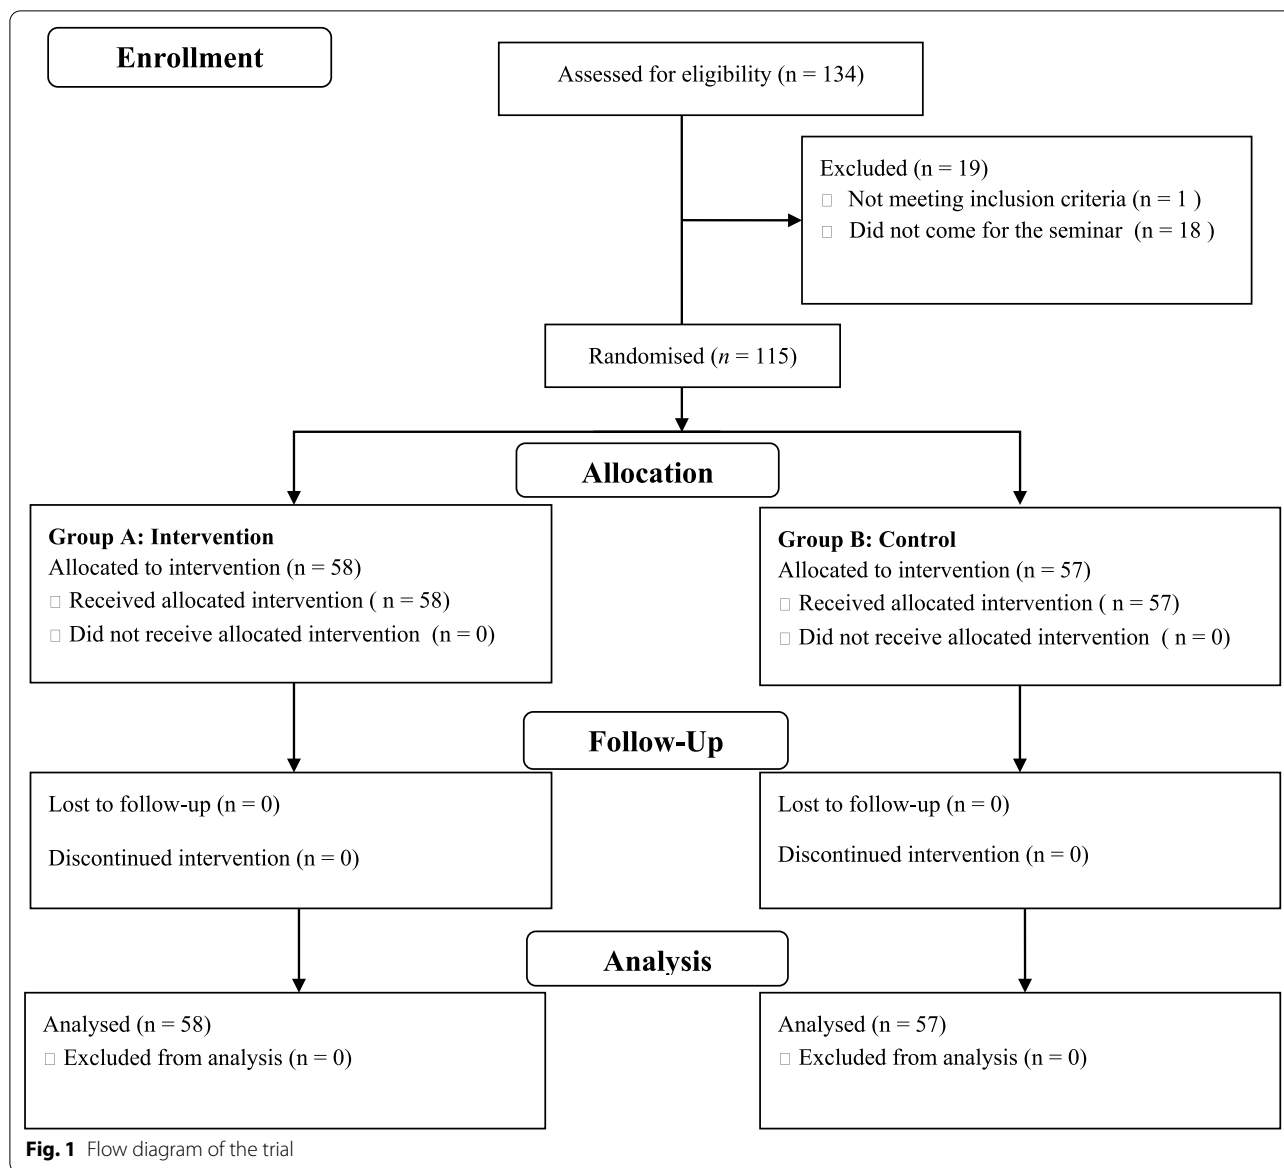 Enrollment
Assessed for eligibility (n = 134)
Excluded (n = 19)
□ Not meeting inclusion criteria (n = 1 )
□ Did not come for the seminar (n = 18 )
Randomised (n = 115)
Allocation
Group A: Intervention
Allocated to intervention (n = 58)
□ Received allocated intervention ( n = 58)
□ Did not receive allocated intervention (n = 0)
Group B: Control
Allocated to intervention (n = 57)
□ Received allocated intervention ( n = 57)
□ Did not receive allocated intervention ( n = 0)
Follow-Up
Lost to follow-up (n = 0)
Discontinued intervention (n = 0)
Lost to follow-up (n = 0)
Discontinued intervention (n = 0)
Analysis
Analysed (n = 58)
□ Excluded from analysis (n = 0)
Analysed (n = 57)
□ Excluded from analysis (n = 0)
Fig. 1 Flow diagram of the trial